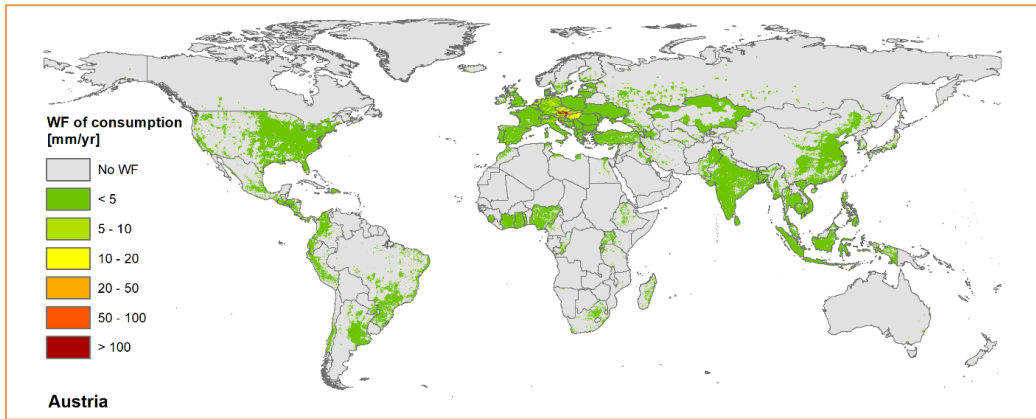 WF of consumption
[mm/yr]
No WF
< 5
5 - 10
10 - 20
20 - 50
50 - 100
> 100
Austria